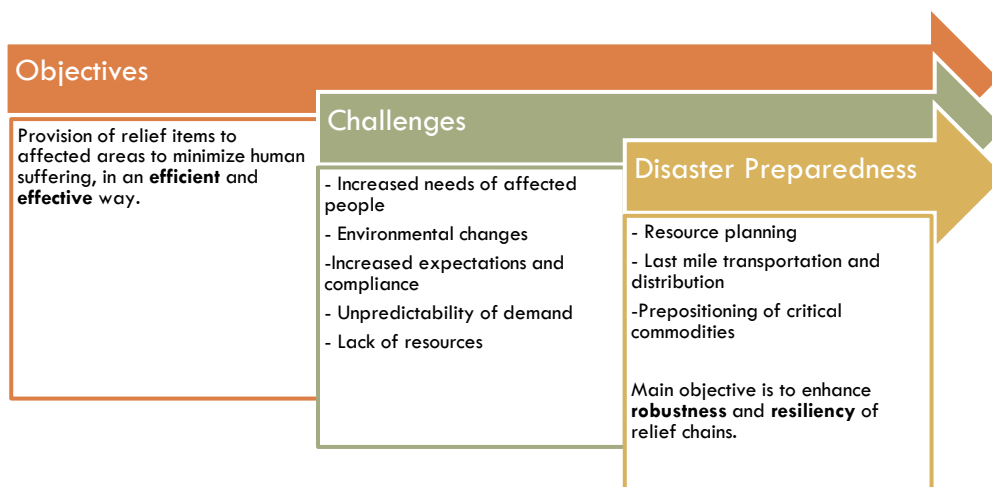 Objectives
Provision of relief items to
affected areas to minimize human
suffering, in an efficient and
effective way.
Challenges
- Increased needs of affected
people
- Environmental changes
-Increased expectations and
compliance
- Unpredictability of demand
- Lack of resources
Disaster Preparedness
- Resource planning
- Last mile transportation and
distribution
-Prepositioning of critical
commodities
Main objective is to enhance
robustness and resiliency of
relief chains.